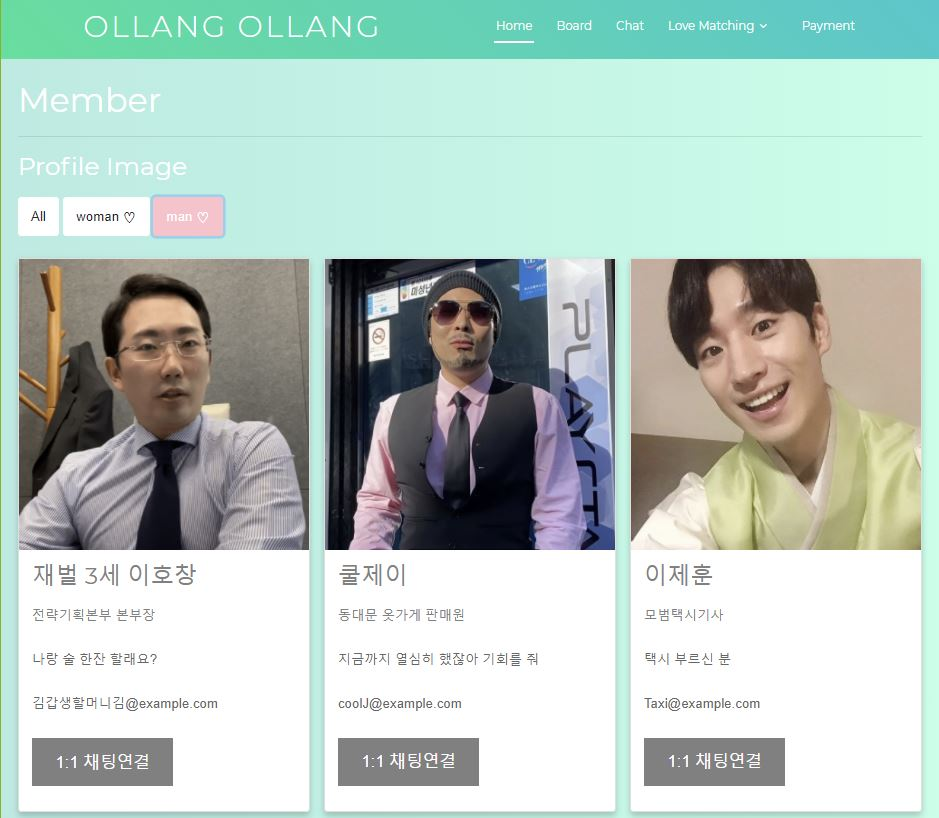 OLLANG OLLANG
Home Board Chat Love Matching Payment
Member
Profile Image
All woman ♡ man ♡
미성년
PLAY
재벌 3세 이호창
전략기획본부 본부장
나랑 술 한잔 할래요?
김갑생할머니김@example.com
1:1 채팅연결
쿨제이
동대문 옷가게 판매원
지금까지 열심히 했잖아 기회를 줘
coolJ@example.com
1:1 채팅연결
이제훈
모범택시기사
택시 부르신 분
Taxi@example.com
1:1 채팅연결